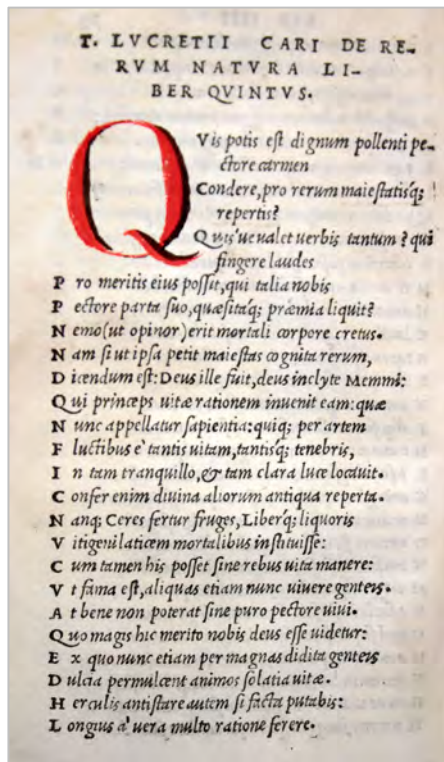 T. LVCRETII CARI DE RE-
RVM NATVRA LI-
BER QVINTVS.
QVis potis est dignum pollenti pe-
ctore carmen
Condere, pro rerum maiestatisq;
repertis?
Quis'ue ualet uerbis tantum? qui
fingere laudes
Pro meritis eius possit, qui talia nobis
Pectore parta suo, quæsitaq; præmia liquit?
Nemo (ut opinor) erit mortali corpore cretus.
Nam si ut ipsa petit maiestas cognita rerum,
Dicendum est: Deus ille fuit, deus inclyte Memmi:
Qui princeps uitæ rationem inuenit eam: quæ
Nunc appellatur sapientia: quiq; per artem
Fluctibus è tantis uitam, tantisq; tenebris,
In tam tranquillo, & tam clara luce locauit.
Confer enim diuina aliorum antiqua reperta.
Nanq; Ceres fertur fruges, Liberq; liquoris
Vitigeni laticem mortalibus instituisse:
Cum tamen his posset sine rebus uita manere:
Vt fama est, aliquas etiam nunc uiuere genteis.
At bene non poterat sine puro pectore uiui.
Quo magis hic merito nobis deus esse uidetur:
Ex quo nunc etiam per magnas didita genteis
Dulcia permulcent animos solatia uitæ.
Herculis antistare autem si facta putabis:
Longius à uera multo ratione ferere.